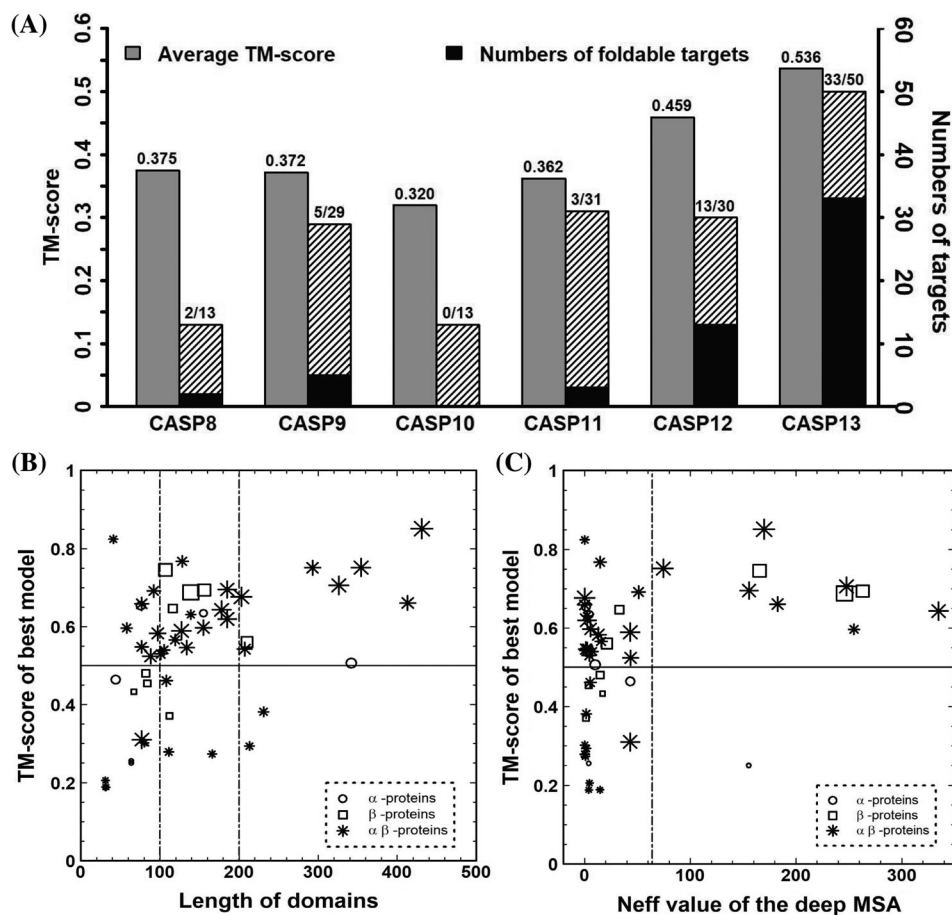 (A)
Average TM-score
Numbers of foldable targets
TM-score
0.6
0.5
0.4
0.3
0.2
0.1
0
60
50
40
30
20
10
0
Numbers of targets
0.375
2/13
0.372
5/29
0.320
0/13
0.362
3/31
0.459
13/30
0.536
33/50
CASP8 CASP9 CASP10 CASP11 CASP12 CASP13
(B)
TM-score of best model
1
0.8
0.6
0.4
0.2
0
0 100 200 300 400 500
Length of domains
α -proteins
β -proteins
α β -proteins
(C)
TM-score of best model
1
0.8
0.6
0.4
0.2
0
0 100 200 300
Neff value of the deep MSA
α -proteins
β -proteins
α β -proteins